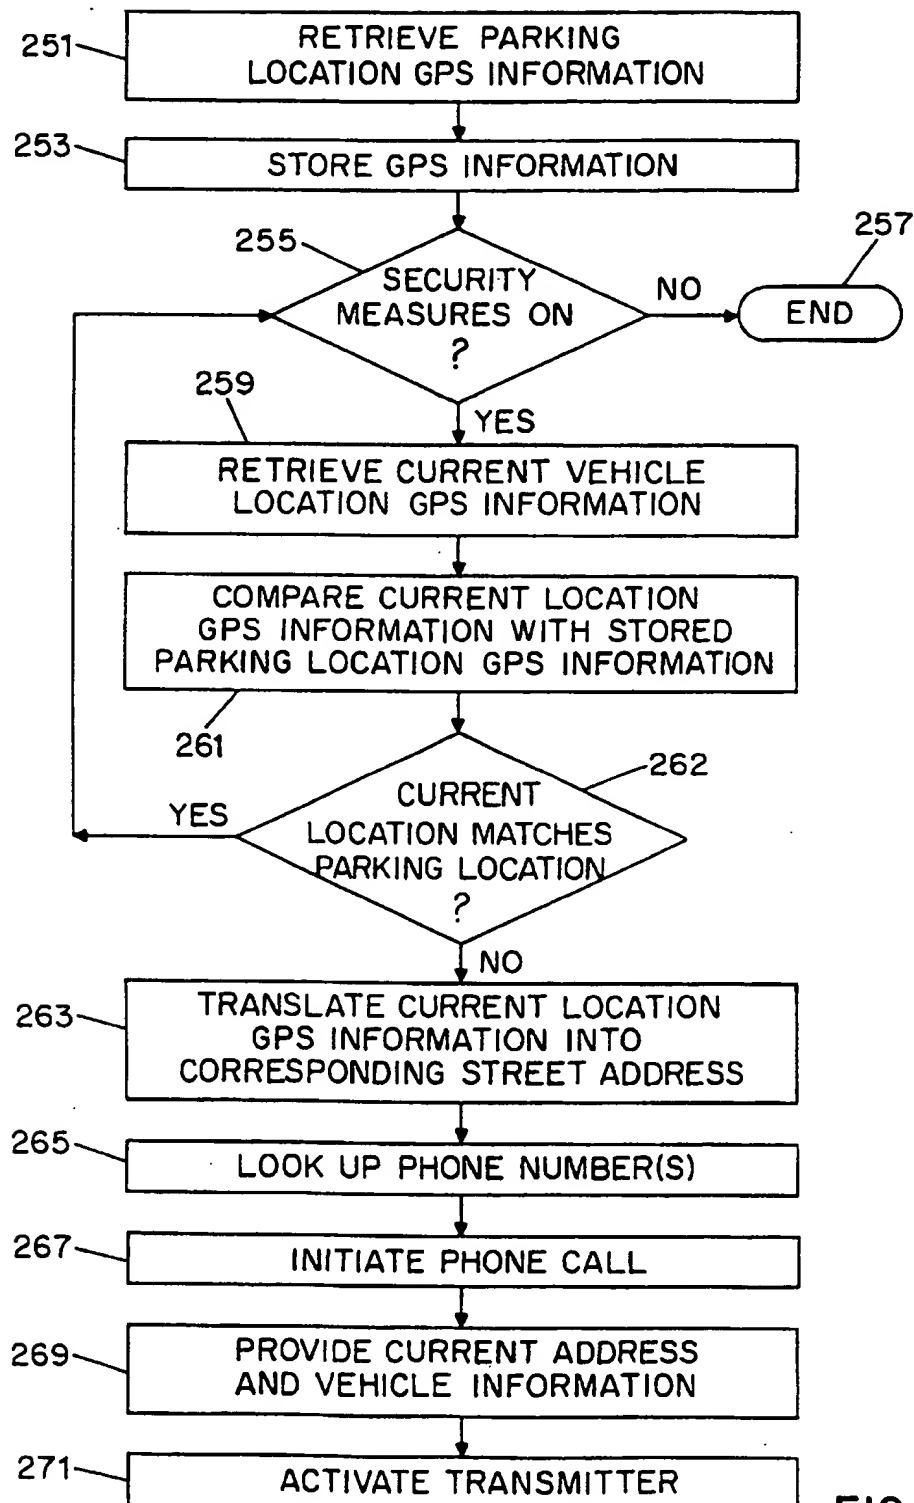 251
RETRIEVE PARKING
LOCATION GPS INFORMATION
253
STORE GPS INFORMATION
257
255
SECURITY
MEASURES ON
?
NO
END
259
YES
RETRIEVE CURRENT VEHICLE
LOCATION GPS INFORMATION
COMPARE CURRENT LOCATION
GPS INFORMATION WITH STORED
PARKING LOCATION GPS INFORMATION
261
262
YES
CURRENT
LOCATION MATCHES
PARKING LOCATION
?
NO
263
TRANSLATE CURRENT LOCATION
GPS INFORMATION INTO
CORRESPONDING STREET ADDRESS
265
LOOK UP PHONE NUMBER(S)
267
INITIATE PHONE CALL
269
PROVIDE CURRENT ADDRESS
AND VEHICLE INFORMATION
271
ACTIVATE TRANSMITTER